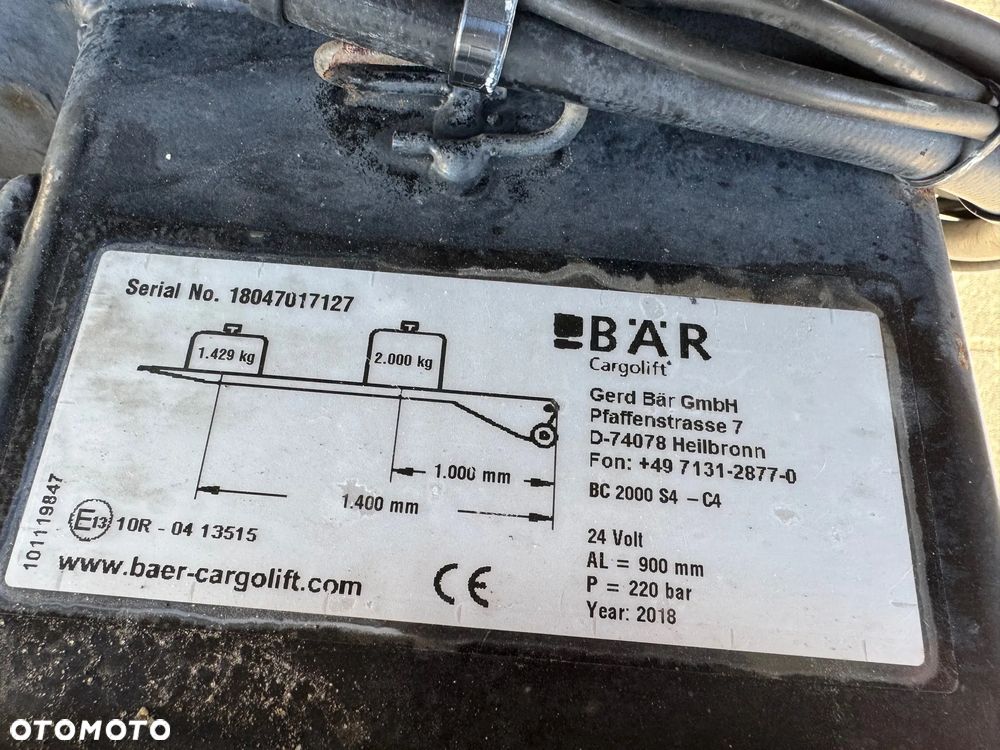 Serial No. 18047017127
1.429 kg
2.000 kg
1.000 mm
1.400 mm
101119847
E13 10R - 04 13515
www.baer-cargolift.com
CE
BÄR
Cargolift
Gerd Bär GmbH
Pfaffenstrasse 7
D-74078 Heilbronn
Fon: +49 7131-2877-0
BC 2000 S4 - C4
24 Volt
AL = 900 mm
P = 220 bar
Year: 2018
OTOMOTO